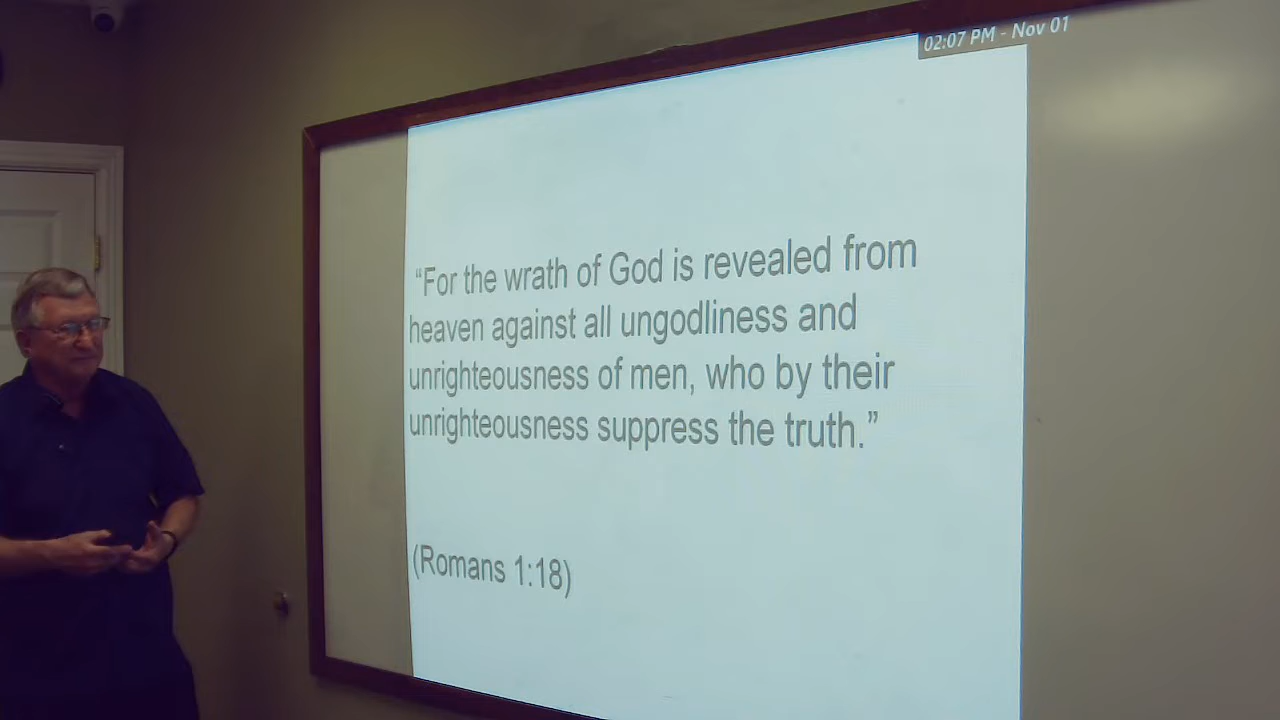 02:07 PM - Nov 01
“For the wrath of God is revealed from
heaven against all ungodliness and
unrighteousness of men, who by their
unrighteousness suppress the truth.”
(Romans 1:18)